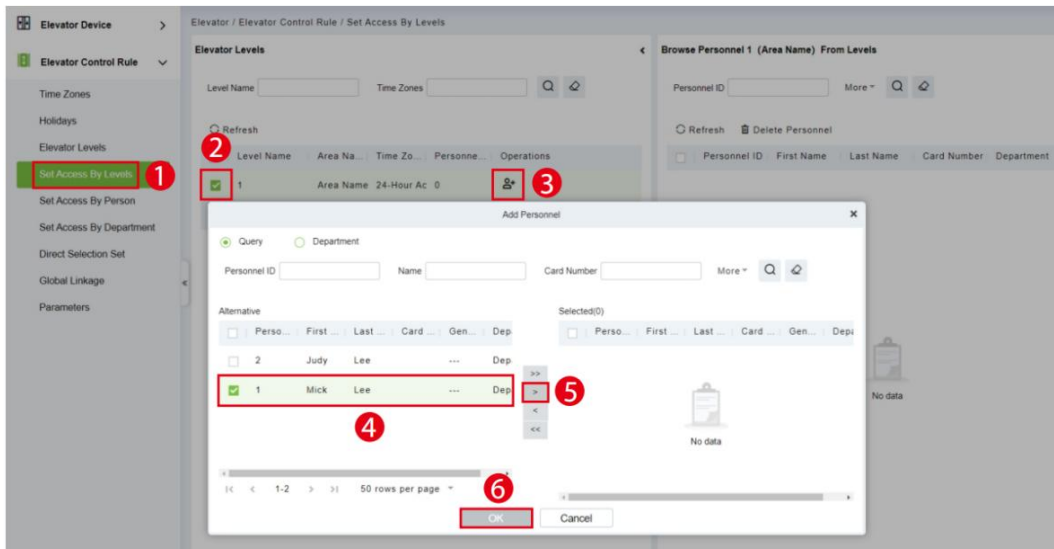 Elevator Device
Elevator Control Rule
Time Zones
Holidays
Elevator Levels
Set Access By Levels
1
Set Access By Person
Set Access By Department
Direct Selection Set
Global Linkage
Parameters
Elevator / Elevator Control Rule / Set Access By Levels
Elevator Levels
Level Name Time Zones
Refresh
2
Level Name Area Na... Time Zo... Personne... Operations
1 Area Name 24-Hour Ac 0
3
Browse Personnel 1 (Area Name) From Levels
Personnel ID More
Refresh Delete Personnel
Personnel ID First Name Last Name Card Number Department
No data
Add Personnel
Query Department
Personnel ID Name Card Number More
Alternative
Perso... First ... Last ... Card ... Gen... Dep
2 Judy Lee --- Dep
1 Mick Lee --- Dep
4
>>
>
5
<
<<
Selected(0)
Perso... First ... Last ... Card ... Gen... Depa
No data
|< < 1-2 > >| 50 rows per page
6
OK Cancel